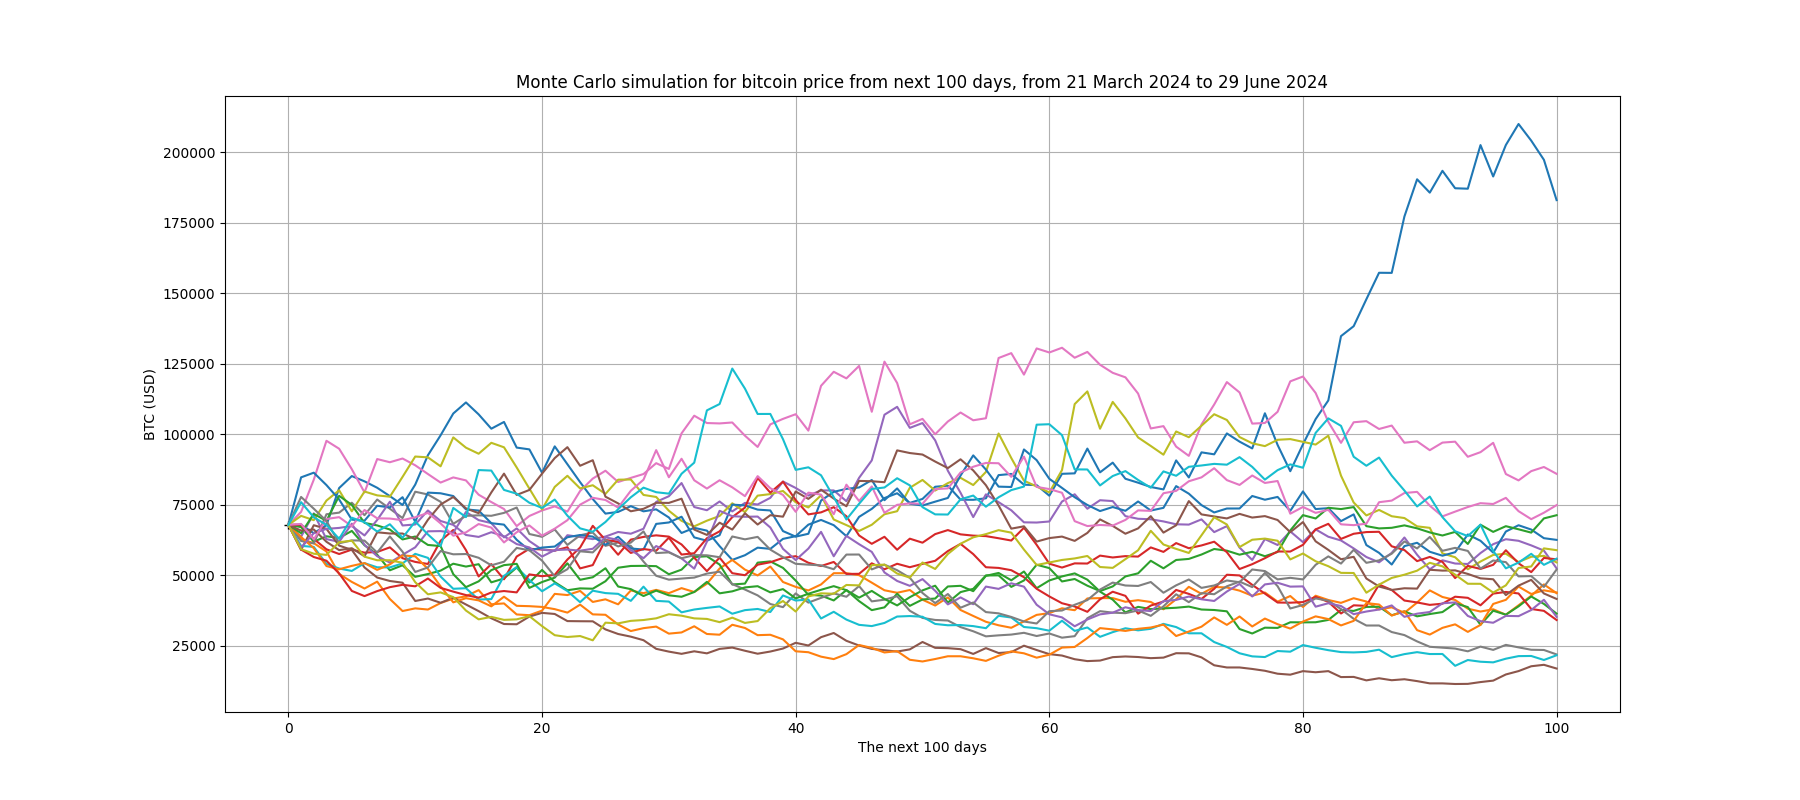 Monte Carlo simulation for bitcoin price from next 100 days, from 21 March 2024 to 29 June 2024
200000
175000
150000
125000
100000
75000
50000
25000
BTC (USD)
0 20 40 60 80 100
The next 100 days